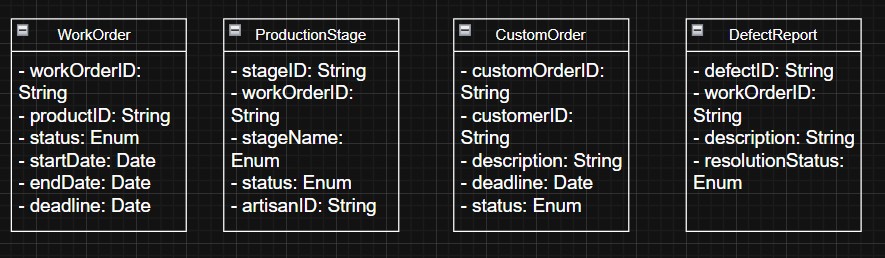 WorkOrder
- workOrderID:
String
- productID: String
- status: Enum
- startDate: Date
- endDate: Date
- deadline: Date
ProductionStage
- stageID: String
- workOrderID:
String
- stageName:
Enum
- status: Enum
- artisanID: String
CustomOrder
- customOrderID:
String
- customerID:
String
- description: String
- deadline: Date
- status: Enum
DefectReport
- defectID: String
- workOrderID:
String
- description: String
- resolutionStatus:
Enum